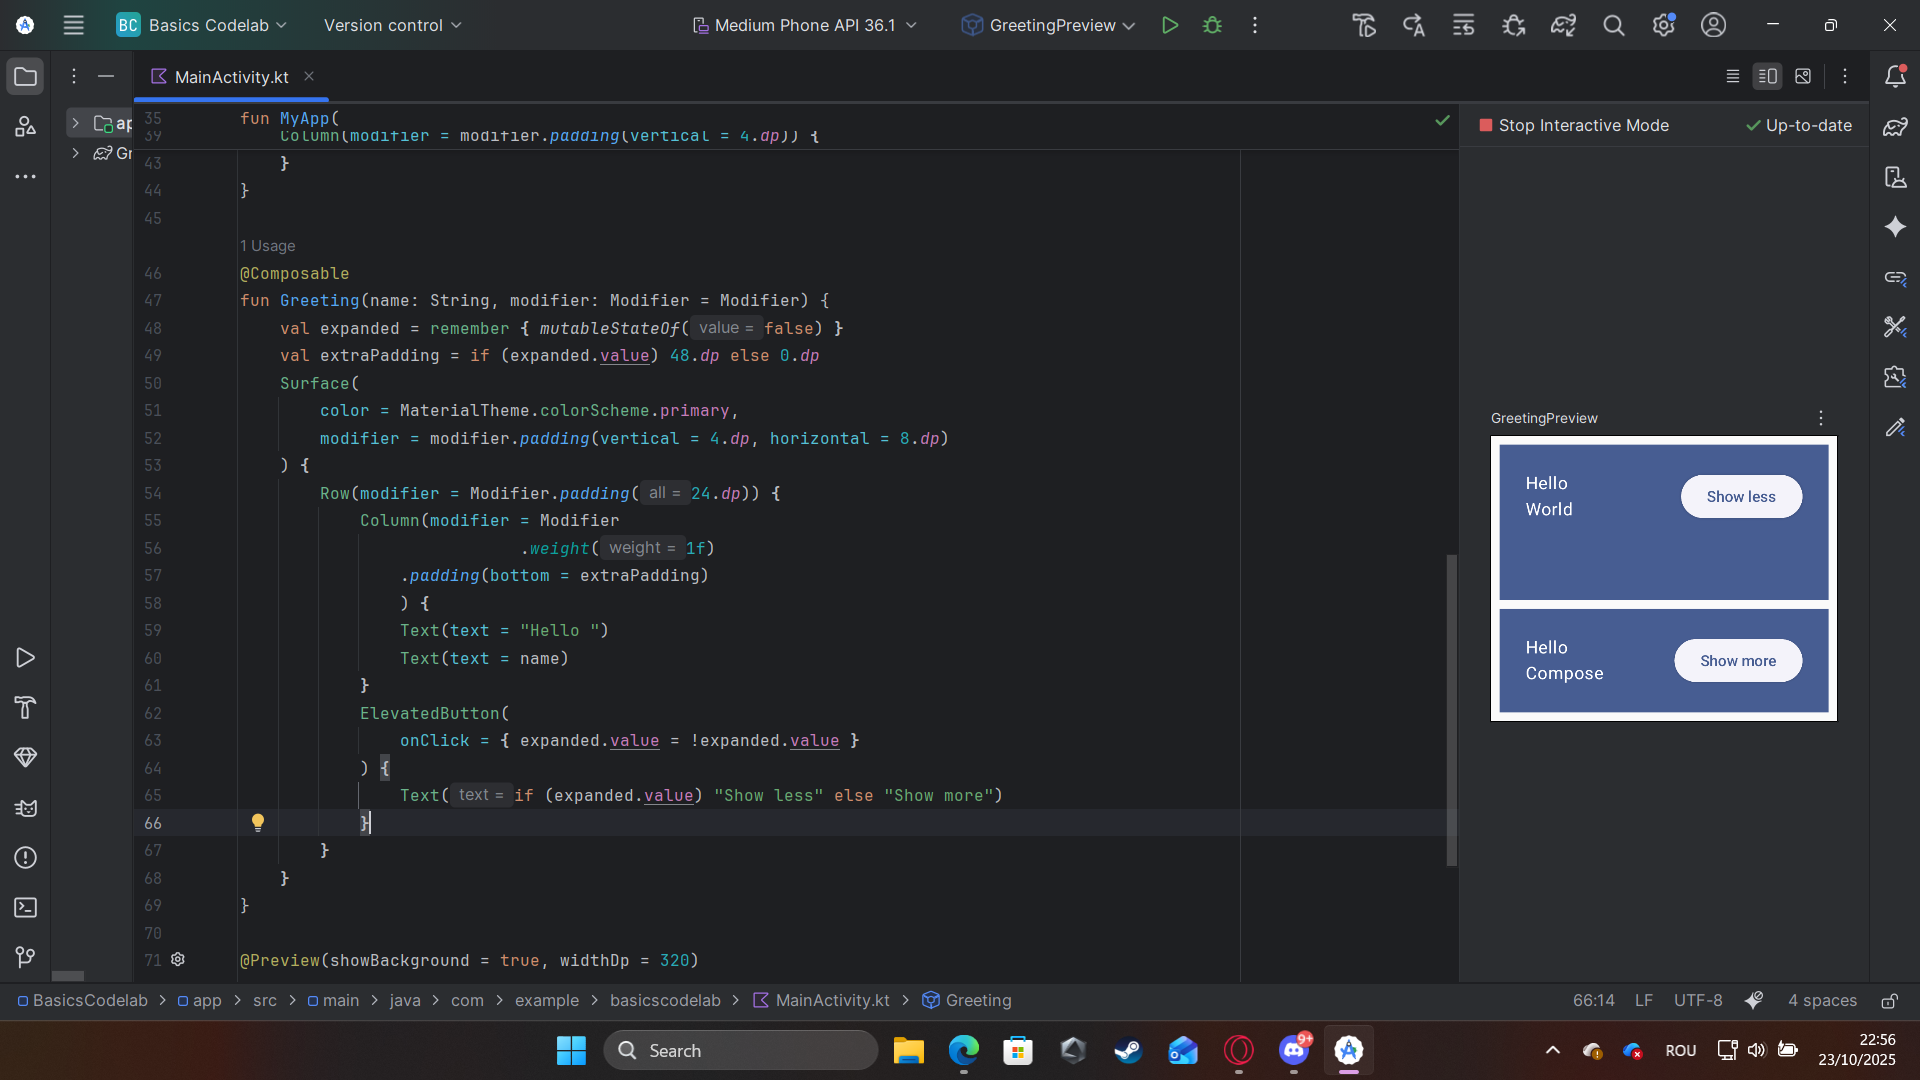 BC Basics Codelab Version control Medium Phone API 36.1 GreetingPreview
MainActivity.kt
app
Gr
Stop Interactive Mode Up-to-date
35 fun MyApp(
39 Column(modifier = modifier.padding(vertical = 4.dp)) {
43 }
44 }
45
1 Usage
46 @Composable
47 fun Greeting(name: String, modifier: Modifier = Modifier) {
48 val expanded = remember { mutableStateOf( value = false) }
49 val extraPadding = if (expanded.value) 48.dp else 0.dp
50 Surface(
51 color = MaterialTheme.colorScheme.primary,
52 modifier = modifier.padding(vertical = 4.dp, horizontal = 8.dp)
53 ) {
54 Row(modifier = Modifier.padding( all = 24.dp)) {
55 Column(modifier = Modifier
56 .weight( weight = 1f)
57 .padding(bottom = extraPadding)
58 ) {
59 Text(text = "Hello ")
60 Text(text = name)
61 }
62 ElevatedButton(
63 onClick = { expanded.value = !expanded.value }
64 ) {
65 Text( text = if (expanded.value) "Show less" else "Show more")
66 }
67 }
68 }
69 }
70
71 @Preview(showBackground = true, widthDp = 320)
GreetingPreview
Hello
World
Show less
Hello
Compose
Show more
BasicsCodelab > app > src > main > java > com > example > basicscodelab > MainActivity.kt > Greeting 66:14 LF UTF-8 4 spaces
Search
9+
ROU
22:56
23/10/2025